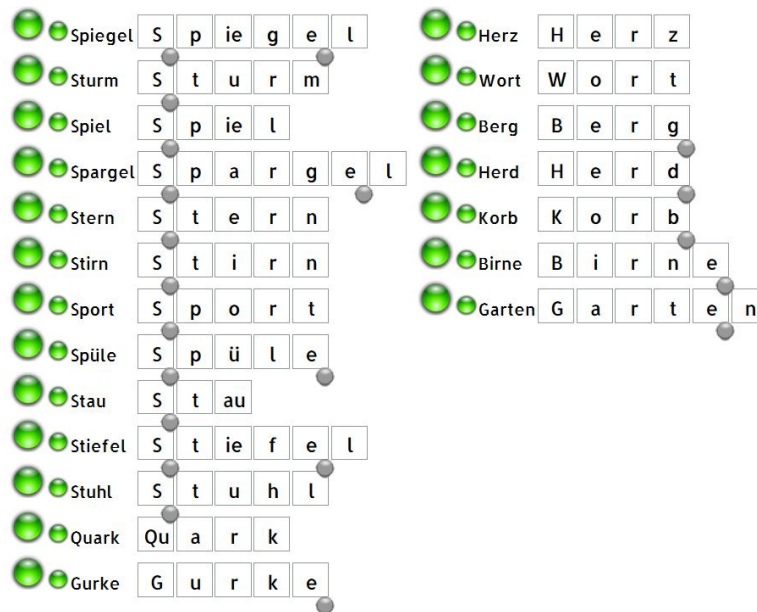 Spiegel S p ie g e l
Sturm S t u r m
Spiel S p ie l
Spargel S p a r g e l
Stern S t e r n
Stirn S t i r n
Sport S p o r t
Spüle S p ü l e
Stau S t au
Stiefel S t ie f e l
Stuhl S t u h l
Quark Qu a r k
Gurke G u r k e
Herz H e r z
Wort W o r t
Berg B e r g
Herd H e r d
Korb K o r b
Birne B i r n e
Garten G a r t e n